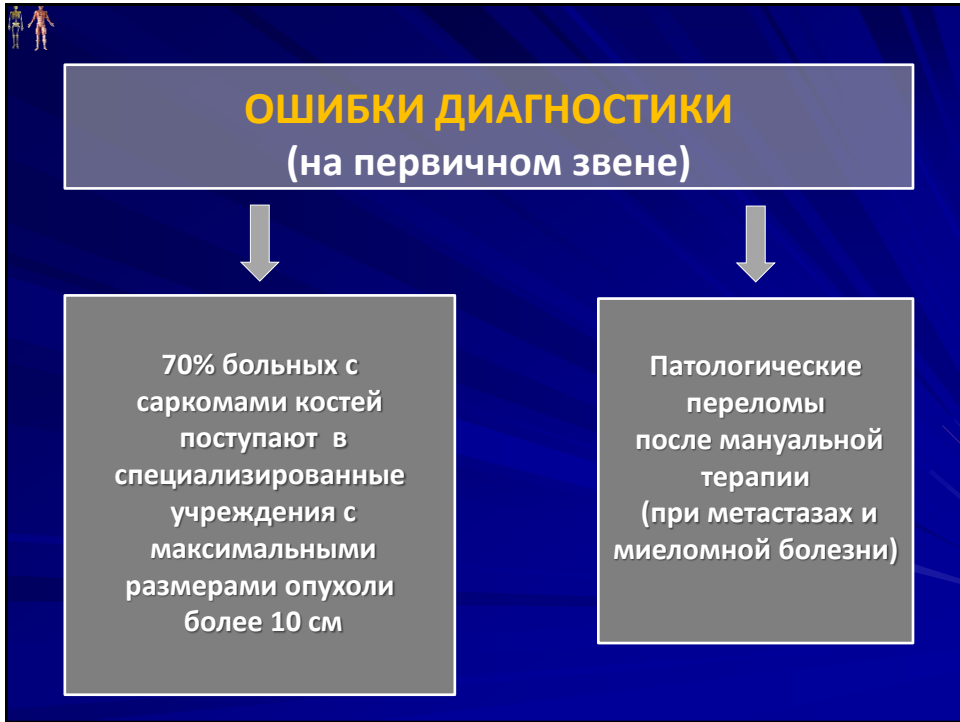 ОШИБКИ ДИАГНОСТИКИ
(на первичном звене)
70% больных с
саркомами костей
поступают в
специализированные
учреждения с
максимальными
размерами опухоли
более 10 см
Патологические
переломы
после мануальной
терапии
(при метастазах и
миеломной болезни)